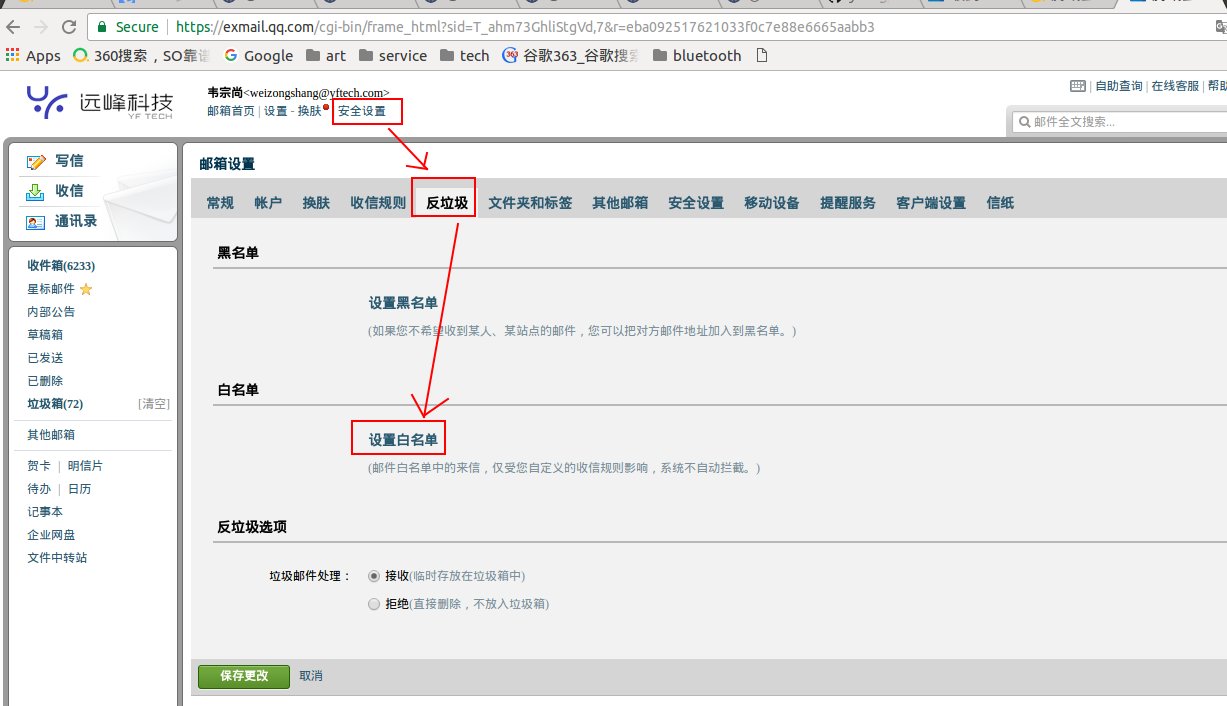 Secure https://exmail.qq.com/cgi-bin/frame_html?sid=T_ahm73GhliStgVd,7&r=eba092517621033f0c7e88e6665aabb3
Apps 360搜索，SO靠谱 Google art service tech 谷歌363_谷歌搜索 bluetooth
远峰科技
YF TECH
韦宗尚<weizongshang@yftech.com>
邮箱首页 | 设置 - 换肤 安全设置
自助查询 | 在线客服 | 帮助
邮件全文搜索...
写信
收信
通讯录
收件箱(6233)
星标邮件
内部公告
草稿箱
已发送
已删除
垃圾箱(72) [清空]
其他邮箱
贺卡 | 明信片
待办 | 日历
记事本
企业网盘
文件中转站
邮箱设置
常规 帐户 换肤 收信规则 反垃圾 文件夹和标签 其他邮箱 安全设置 移动设备 提醒服务 客户端设置 信纸
黑名单
设置黑名单
(如果您不希望收到某人、某站点的邮件，您可以把对方邮件地址加入到黑名单。)
白名单
设置白名单
(邮件白名单中的来信，仅受您自定义的收信规则影响，系统不自动拦截。)
反垃圾选项
垃圾邮件处理： 接收(临时存放在垃圾箱中)
拒绝(直接删除，不放入垃圾箱)
保存更改 取消